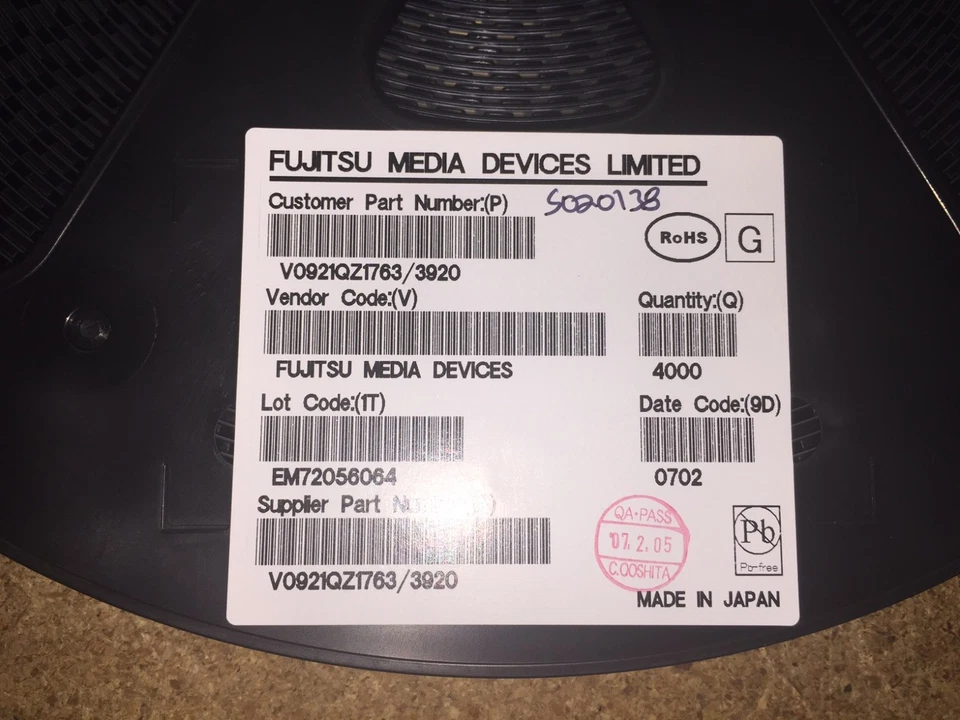 FUJITSU MEDIA DEVICES LIMITED
Customer Part Number:(P)
S020138
V0921QZ1763/3920
RoHS
G
Vendor Code:(V)
Quantity:(Q)
FUJITSU MEDIA DEVICES
4000
Lot Code:(1T)
Date Code:(9D)
EM72056064
0702
Supplier Part
V0921QZ1763/3920
QA·PASS
'07. 2. 05
C.OOSHITA
Pb
Pb-free
MADE IN JAPAN